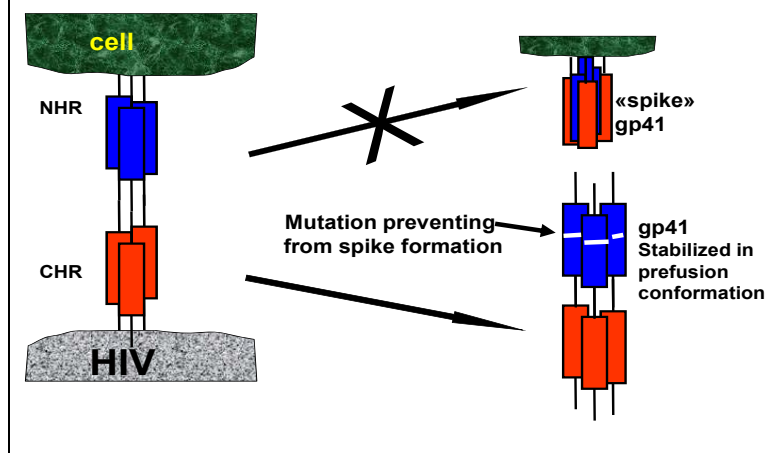 cell
NHR
CHR
HIV
«spike»
gp41
Mutation preventing
from spike formation
gp41
Stabilized in
prefusion
conformation